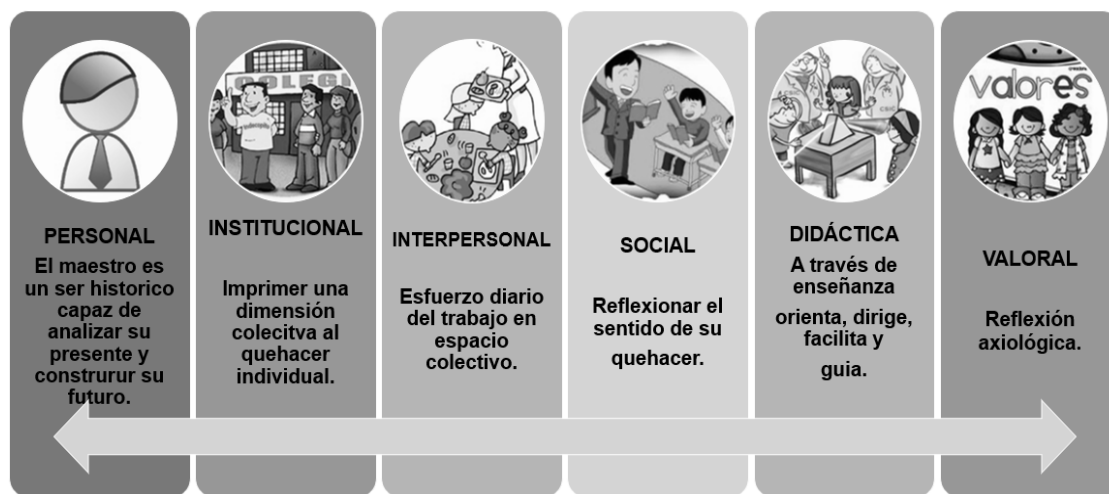 COLEGI
valores
PERSONAL
El maestro es
un ser historico
capaz de
analizar su
presente y
construrur su
futuro.
INSTITUCIONAL
Imprimer una
dimensión
colecitva al
quehacer
individual.
INTERPERSONAL
Esfuerzo diario
del trabajo en
espacio
colectivo.
SOCIAL
Reflexionar el
sentido de su
quehacer.
DIDÁCTICA
A través de
enseñanza
orienta, dirige,
facilita y
guia.
VALORAL
Reflexión
axiológica.